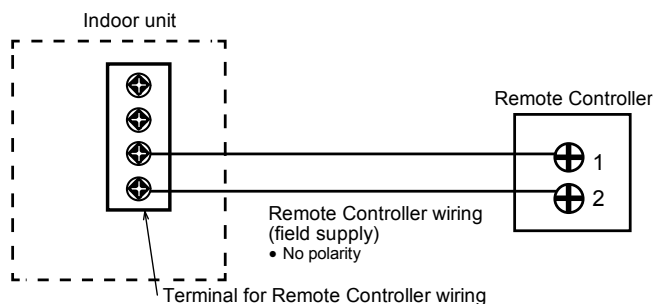 Indoor unit
Remote Controller
1
2
Remote Controller wiring
(field supply)
• No polarity
Terminal for Remote Controller wiring